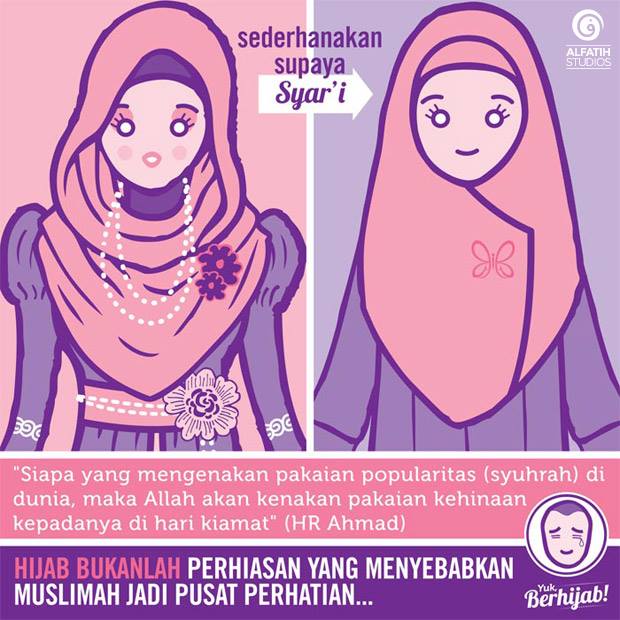 sederhanakan
supaya
Syar'i
ALFATIH
STUDIOS
"Siapa yang mengenakan pakaian popularitas (syuhrah) di
dunia, maka Allah akan kenakan pakaian kehinaan
kepadanya di hari kiamat" (HR Ahmad)
HIJAB BUKANLAH PERHIASAN YANG MENYEBABKAN
MUSLIMAH JADI PUSAT PERHATIAN...
Yuk,
Berhijab!